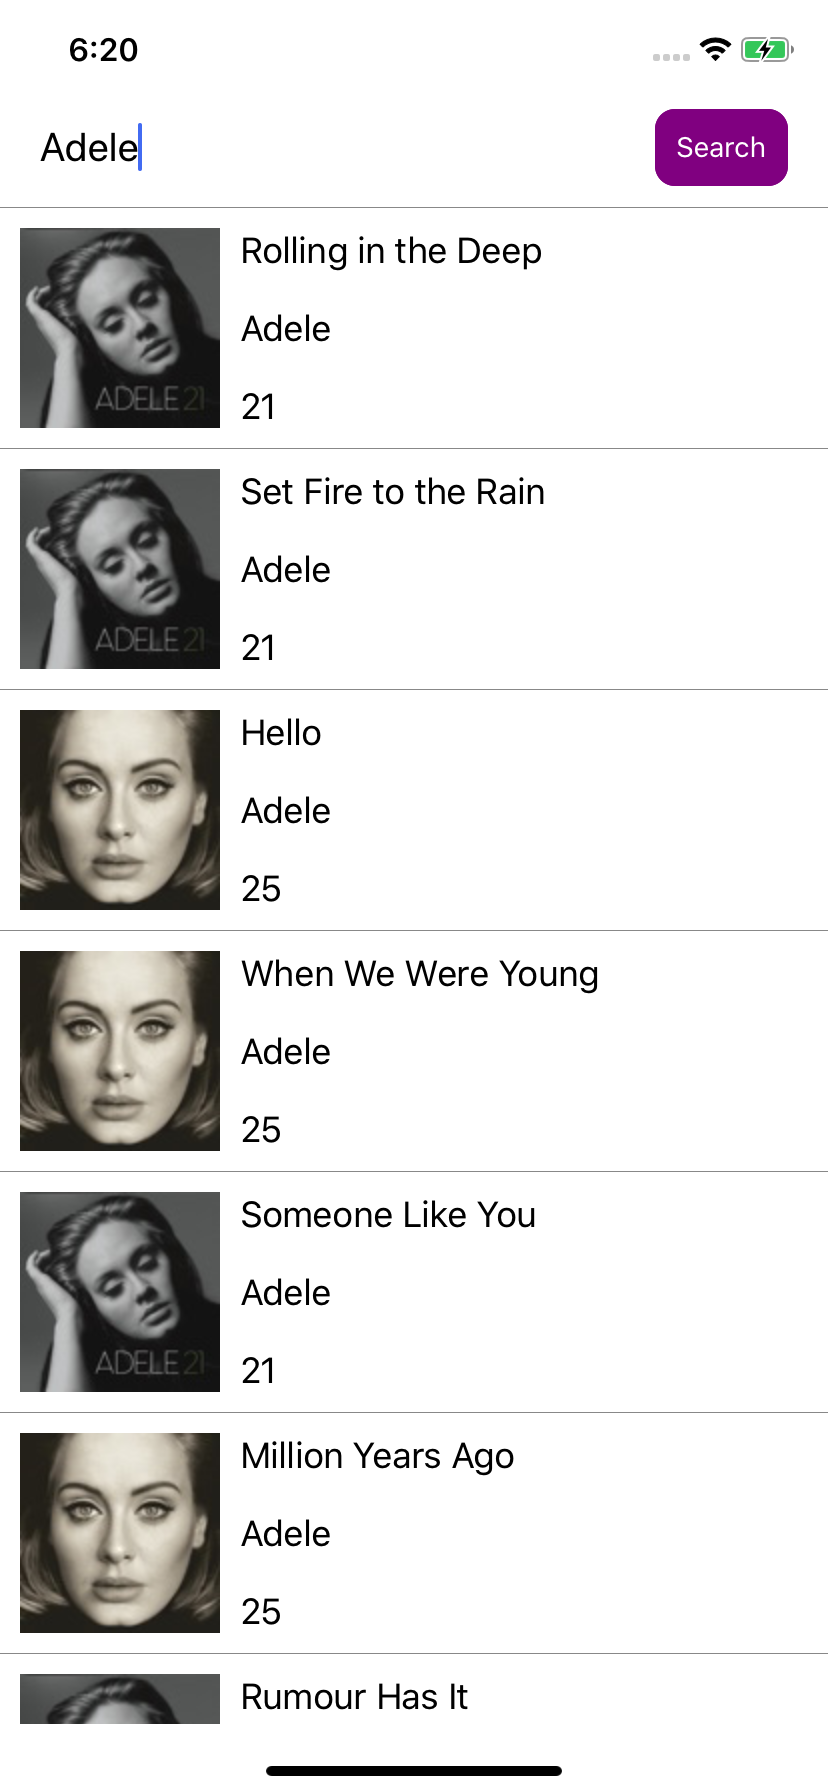 6:20
Adele
Search
Rolling in the Deep
Adele
21
ADELE 21
Set Fire to the Rain
Adele
21
ADELE 21
Hello
Adele
25
When We Were Young
Adele
25
Someone Like You
Adele
21
ADELE 21
Million Years Ago
Adele
25
Rumour Has It